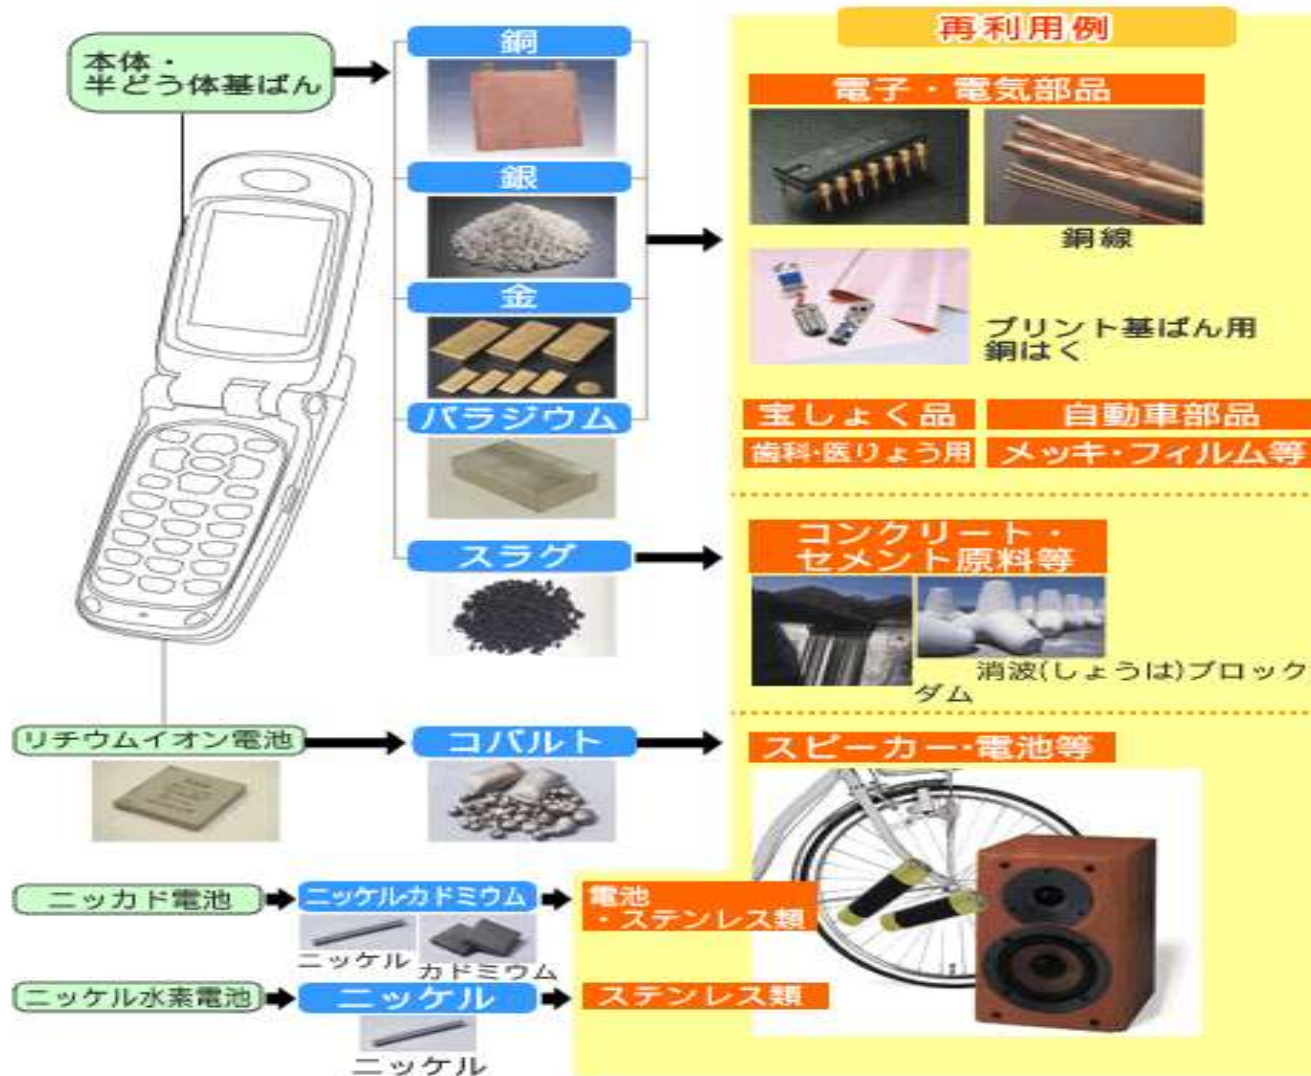 再利用例
本体・
半どう体基ばん
銅
銀
金
パラジウム
スラグ
電子・電気部品
銅線
プリント基ばん用
銅はく
宝しょく品
自動車部品
歯科・医りょう用
メッキ・フィルム等
コンクリート・
セメント原料等
消波(しょうは)ブロック
ダム
リチウムイオン電池
コバルト
スピーカー・電池等
ニッカド電池
ニッケルカドミウム
ニッケル
カドミウム
電池
・ステンレス類
ニッケル水素電池
ニッケル
ニッケル
ステンレス類